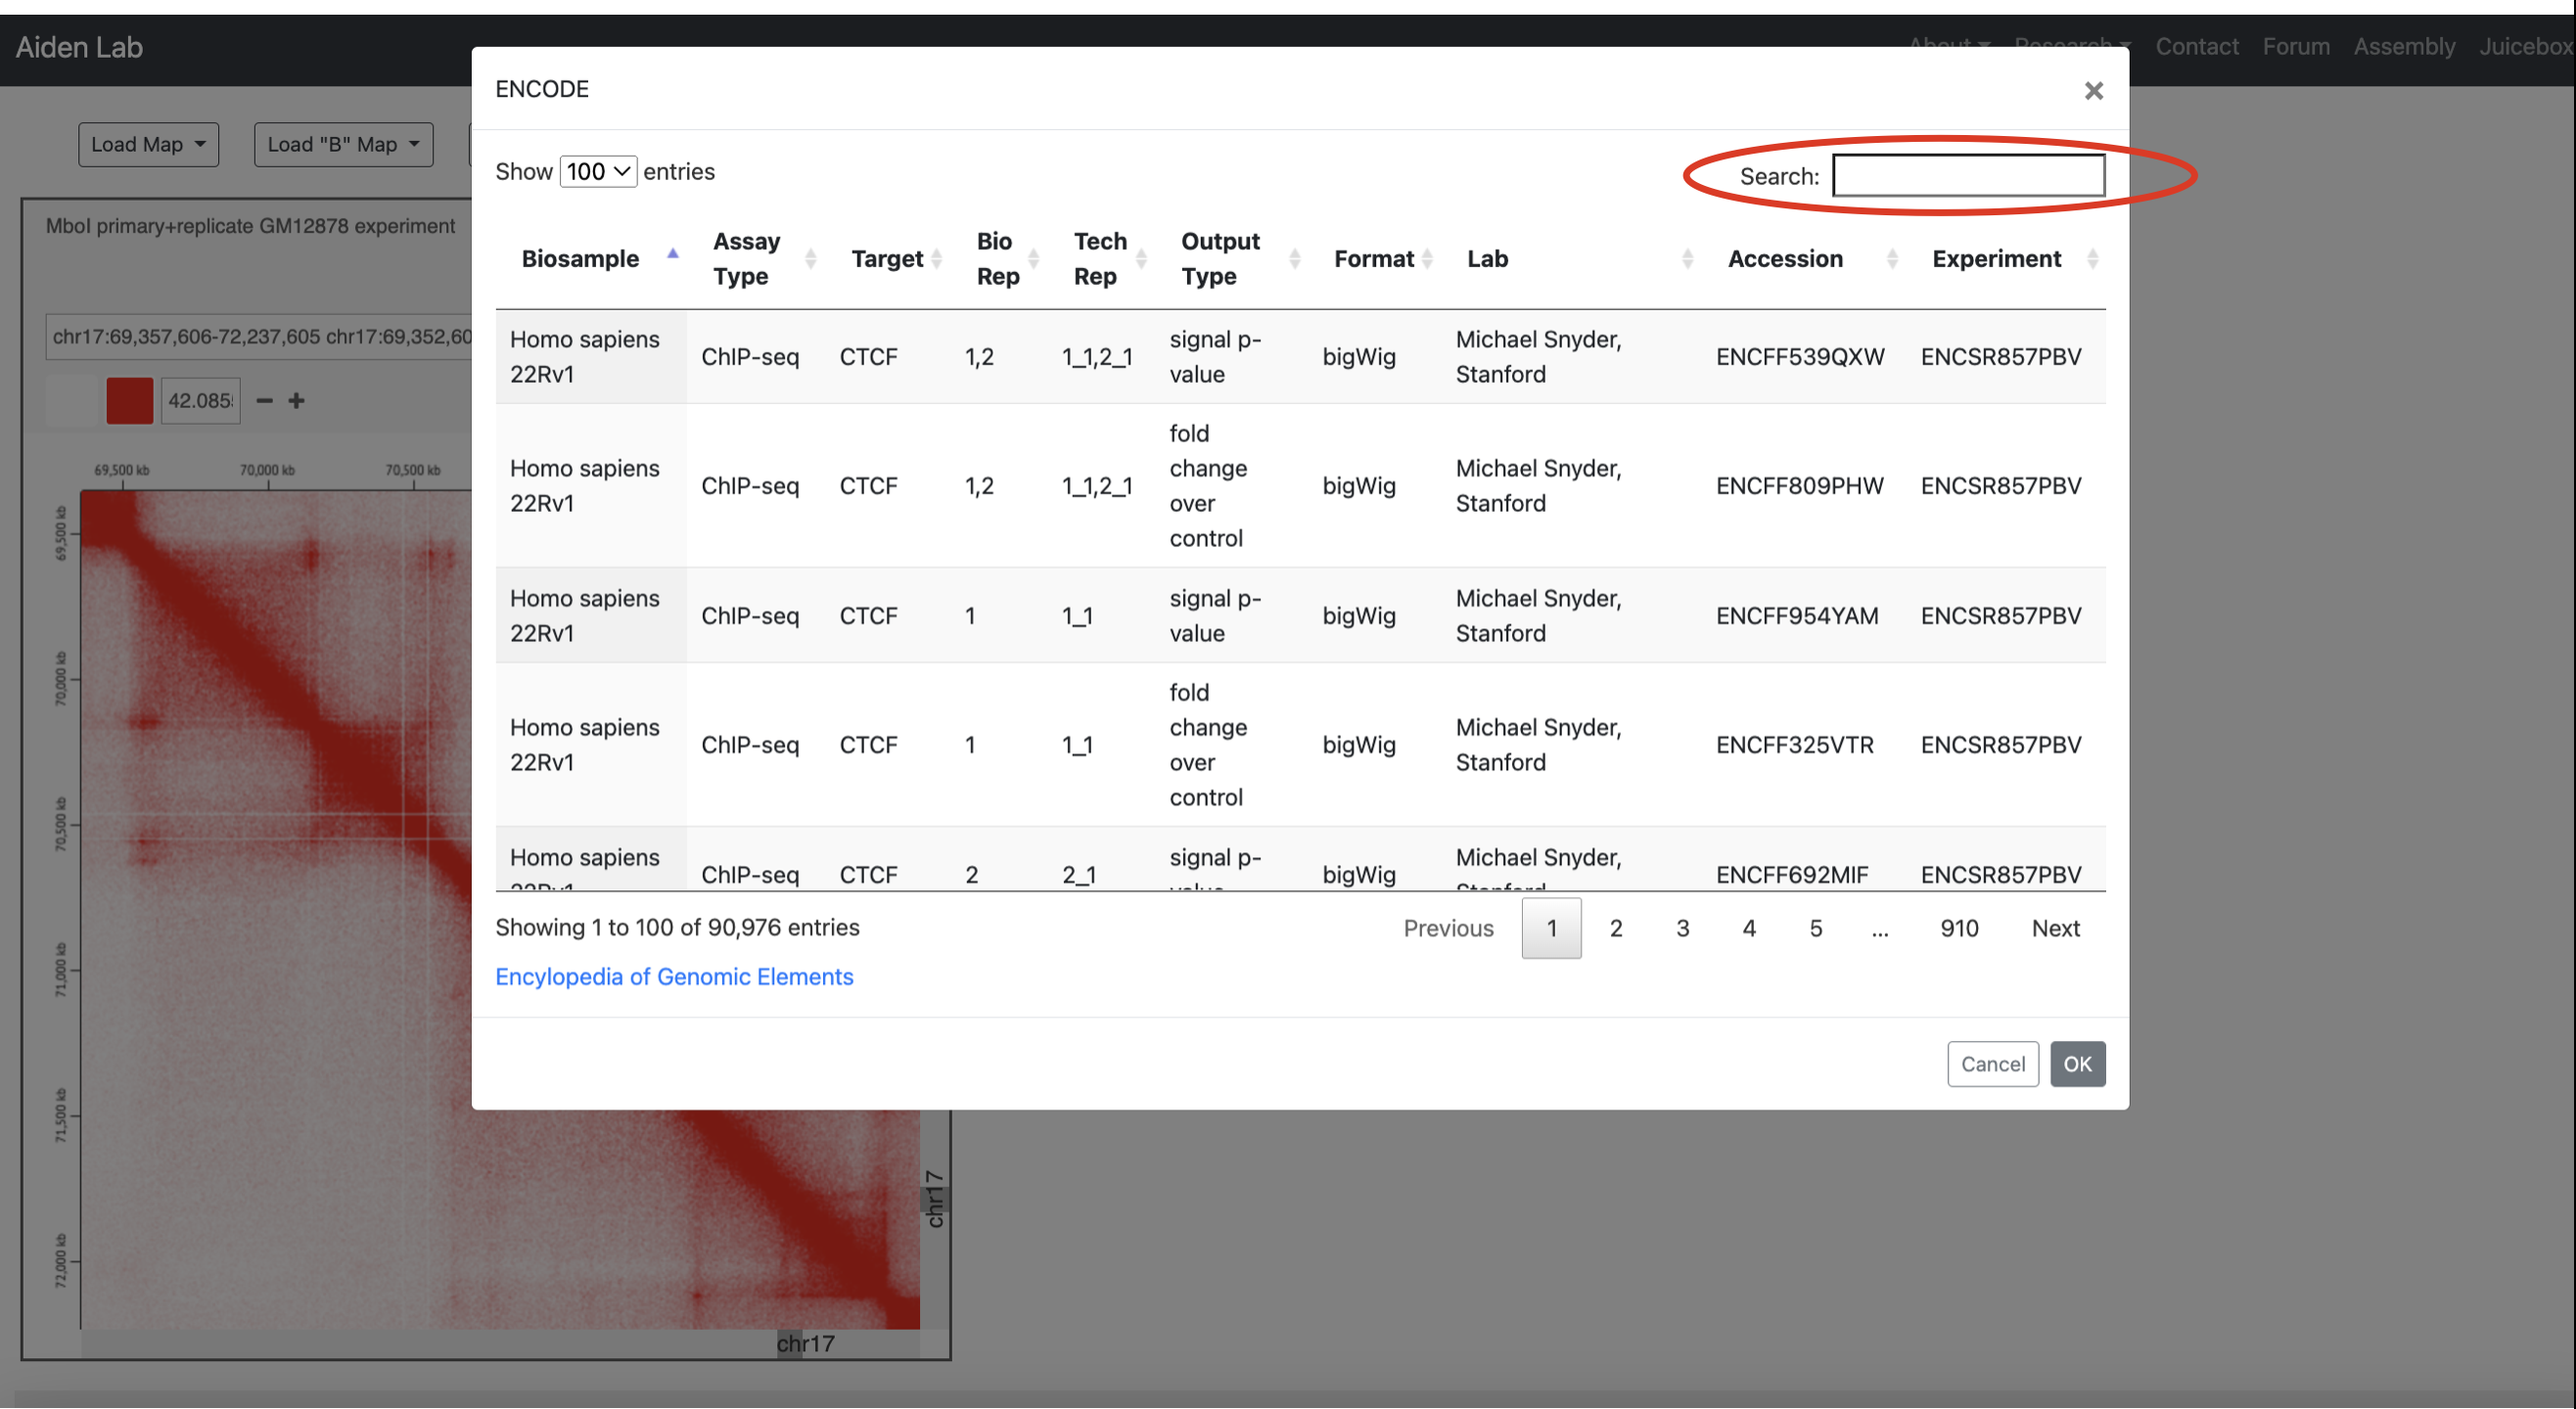 Aiden Lab
About Research Contact Forum Assembly Juicebox
ENCODE
×
Load Map Load "B" Map
Show 100 entries
Search:
MboI primary+replicate GM12878 experiment
chr17:69,357,606-72,237,605 chr17:69,352,60
42.085
69,500 kb 70,000 kb 70,500 kb
69,500 kb
70,000 kb
70,500 kb
71,000 kb
71,500 kb
72,000 kb
chr17
chr17
Biosample Assay Type Target Bio Rep Tech Rep Output Type Format Lab Accession Experiment
Homo sapiens 22Rv1 ChIP-seq CTCF 1,2 1_1,2_1 signal p-value bigWig Michael Snyder, Stanford ENCFF539QXW ENCSR857PBV
Homo sapiens 22Rv1 ChIP-seq CTCF 1,2 1_1,2_1 fold change over control bigWig Michael Snyder, Stanford ENCFF809PHW ENCSR857PBV
Homo sapiens 22Rv1 ChIP-seq CTCF 1 1_1 signal p-value bigWig Michael Snyder, Stanford ENCFF954YAM ENCSR857PBV
Homo sapiens 22Rv1 ChIP-seq CTCF 1 1_1 fold change over control bigWig Michael Snyder, Stanford ENCFF325VTR ENCSR857PBV
Homo sapiens 22Rv1 ChIP-seq CTCF 2 2_1 signal p-value bigWig Michael Snyder, Stanford ENCFF692MIF ENCSR857PBV
Showing 1 to 100 of 90,976 entries
Previous 1 2 3 4 5 ... 910 Next
Encylopedia of Genomic Elements
Cancel OK